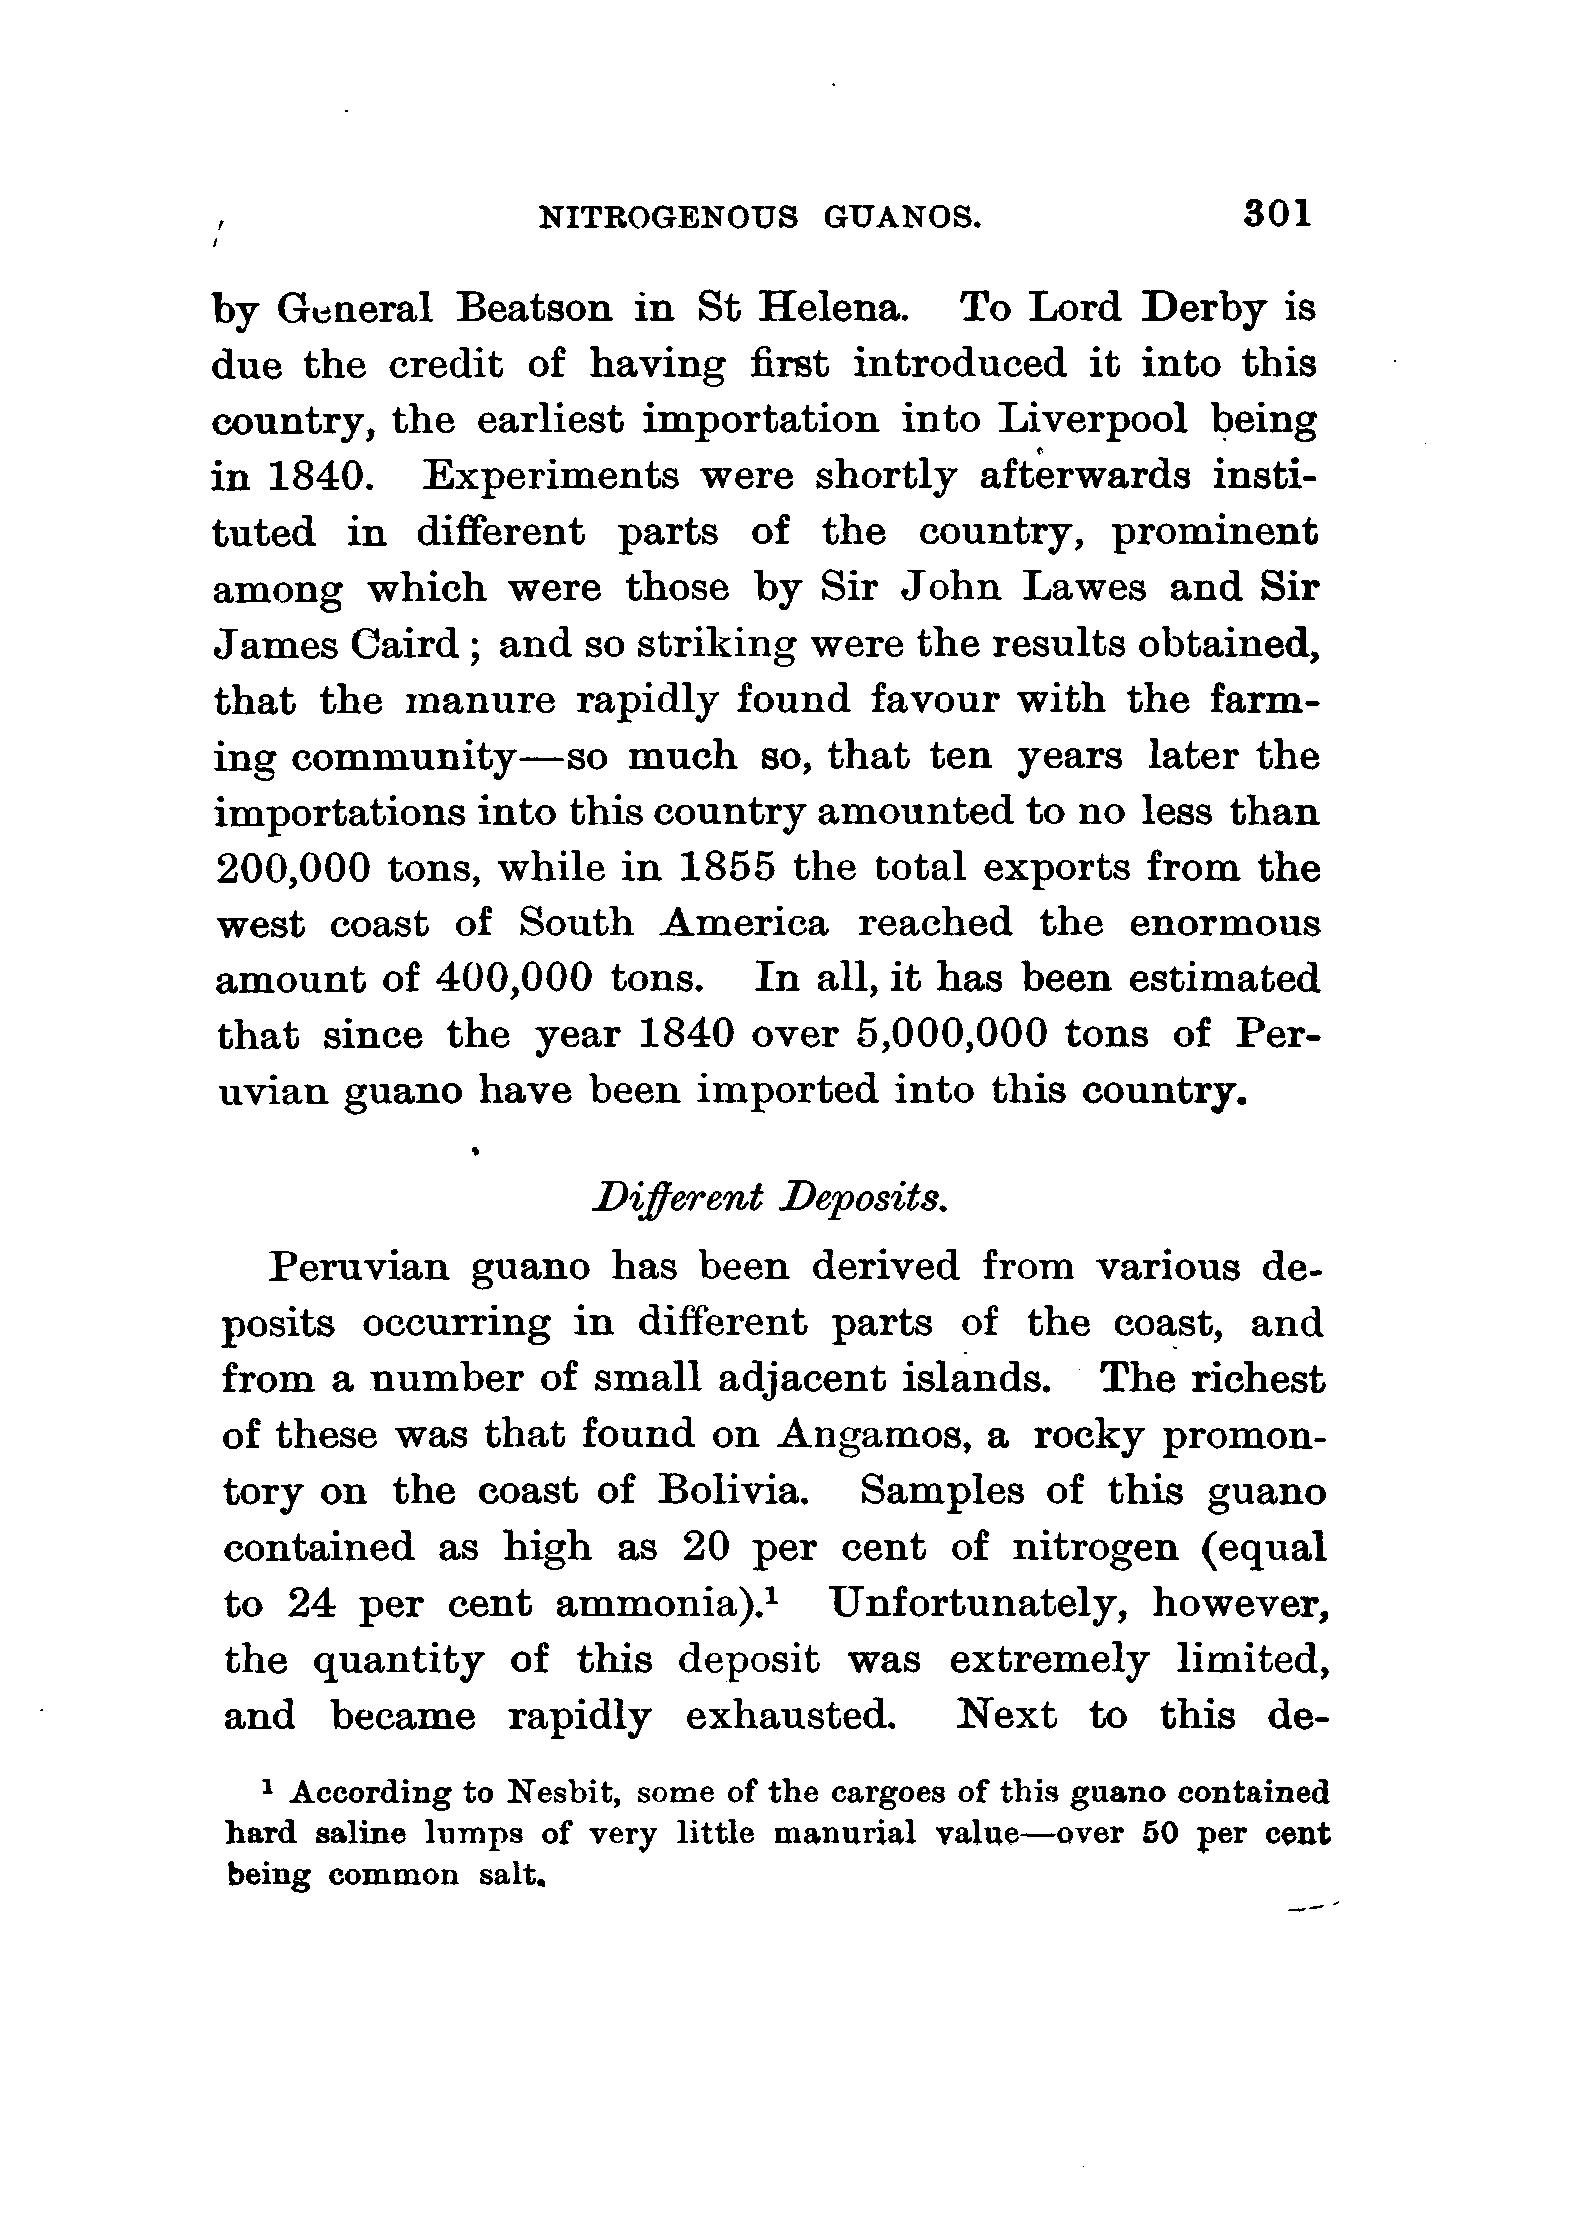 NITROGENOUS GUANOS. 301
by General Beatson in St Helena. To Lord Derby is
due the credit of having first introduced it into this
country, the earliest importation into Liverpool being
in 1840. Experiments were shortly afterwards insti-
tuted in different parts of the country, prominent
among which were those by Sir John Lawes and Sir
James Caird ; and so striking were the results obtained,
that the manure rapidly found favour with the farm-
ing community—so much so, that ten years later the
importations into this country amounted to no less than
200,000 tons, while in 1855 the total exports from the
west coast of South America reached the enormous
amount of 400,000 tons. In all, it has been estimated
that since the year 1840 over 5,000,000 tons of Per-
uvian guano have been imported into this country.
Different Deposits.
Peruvian guano has been derived from various de-
posits occurring in different parts of the coast, and
from a number of small adjacent islands. The richest
of these was that found on Angamos, a rocky promon-
tory on the coast of Bolivia. Samples of this guano
contained as high as 20 per cent of nitrogen (equal
to 24 per cent ammonia).¹ Unfortunately, however,
the quantity of this deposit was extremely limited,
and became rapidly exhausted. Next to this de-
¹ According to Nesbit, some of the cargoes of this guano contained
hard saline lumps of very little manurial value—over 50 per cent
being common salt.